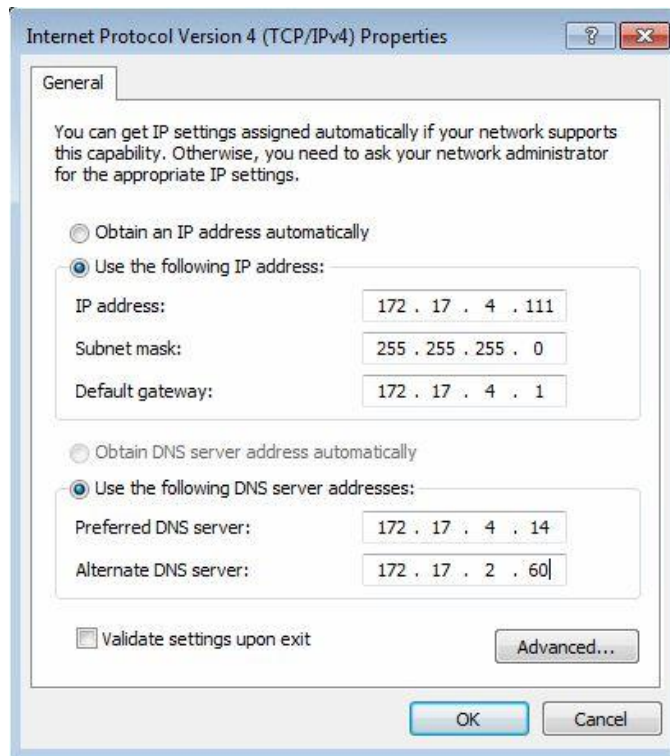 Internet Protocol Version 4 (TCP/IPv4) Properties
General
You can get IP settings assigned automatically if your network supports
this capability. Otherwise, you need to ask your network administrator
for the appropriate IP settings.
Obtain an IP address automatically
Use the following IP address:
IP address: 172 . 17 . 4 . 111
Subnet mask: 255 . 255 . 255 . 0
Default gateway: 172 . 17 . 4 . 1
Obtain DNS server address automatically
Use the following DNS server addresses:
Preferred DNS server: 172 . 17 . 4 . 14
Alternate DNS server: 172 . 17 . 2 . 60
Validate settings upon exit
Advanced...
OK Cancel